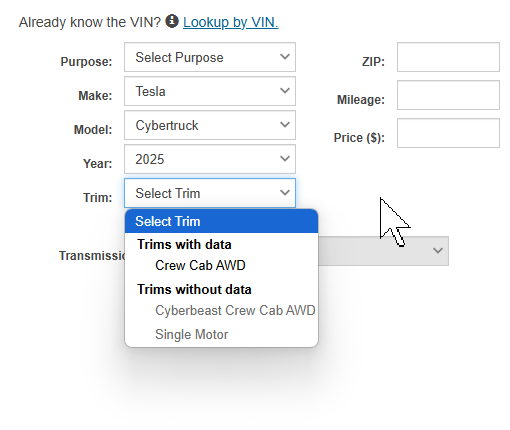 Already know the VIN? Lookup by VIN.
Purpose: Select Purpose
ZIP:
Make: Tesla
Mileage:
Model: Cybertruck
Price ($):
Year: 2025
Trim: Select Trim
Select Trim
Trims with data
Crew Cab AWD
Trims without data
Cyberbeast Crew Cab AWD
Single Motor